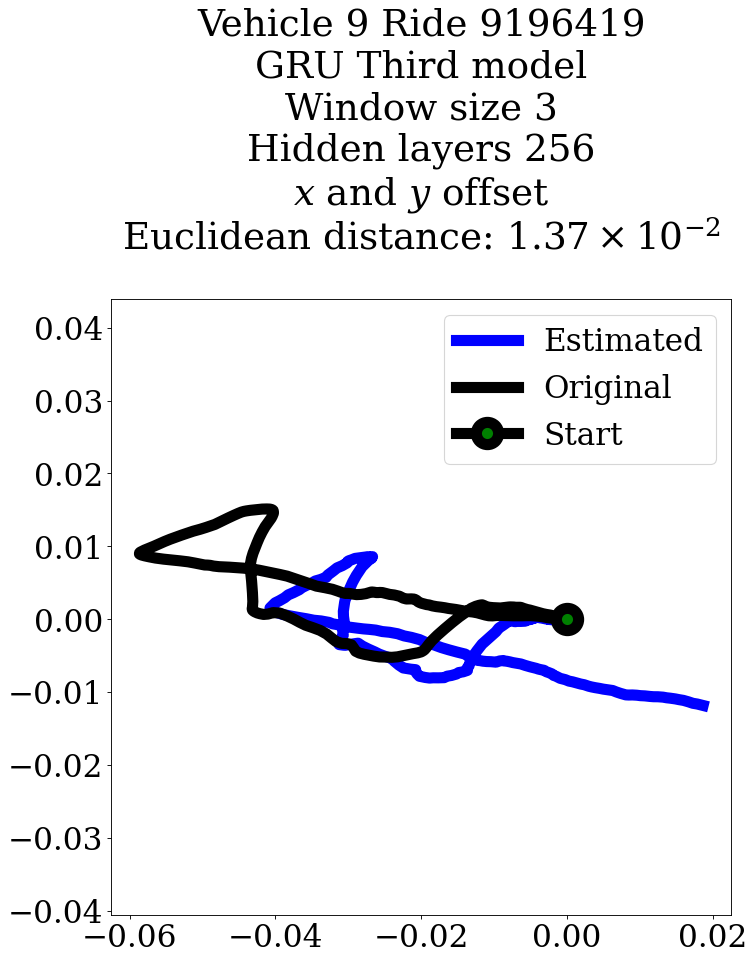 Vehicle 9 Ride 9196419
GRU Third model
Window size 3
Hidden layers 256
x and y offset
Euclidean distance: 1.37 × 10⁻²
Estimated
Original
Start
0.04
0.03
0.02
0.01
0.00
−0.01
−0.02
−0.03
−0.04
−0.06 −0.04 −0.02 0.00 0.02